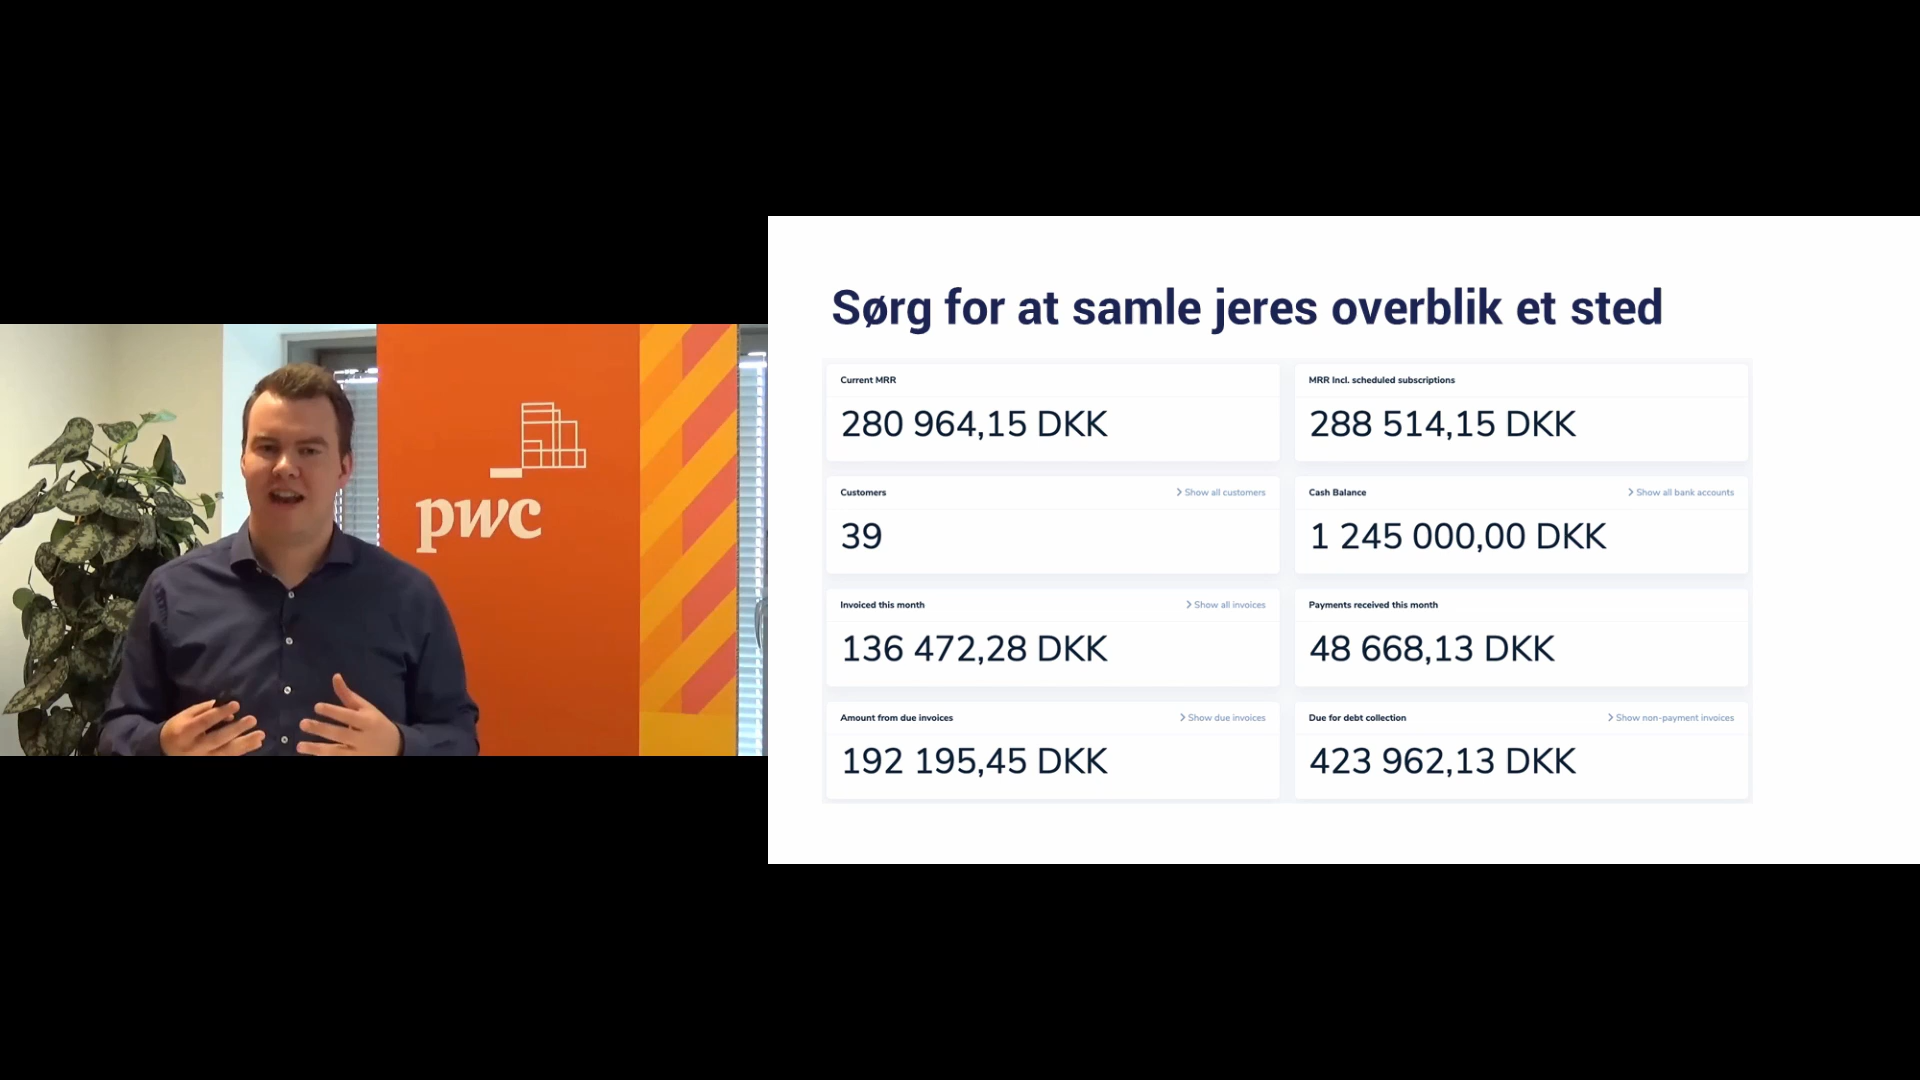 pwc
Sørg for at samle jeres overblik et sted
Current MRR
280 964,15 DKK
MRR Incl. scheduled subscriptions
288 514,15 DKK
Customers
Show all customers
39
Cash Balance
Show all bank accounts
1 245 000,00 DKK
Invoiced this month
Show all invoices
136 472,28 DKK
Payments received this month
48 668,13 DKK
Amount from due invoices
Show due invoices
192 195,45 DKK
Due for debt collection
Show non-payment invoices
423 962,13 DKK